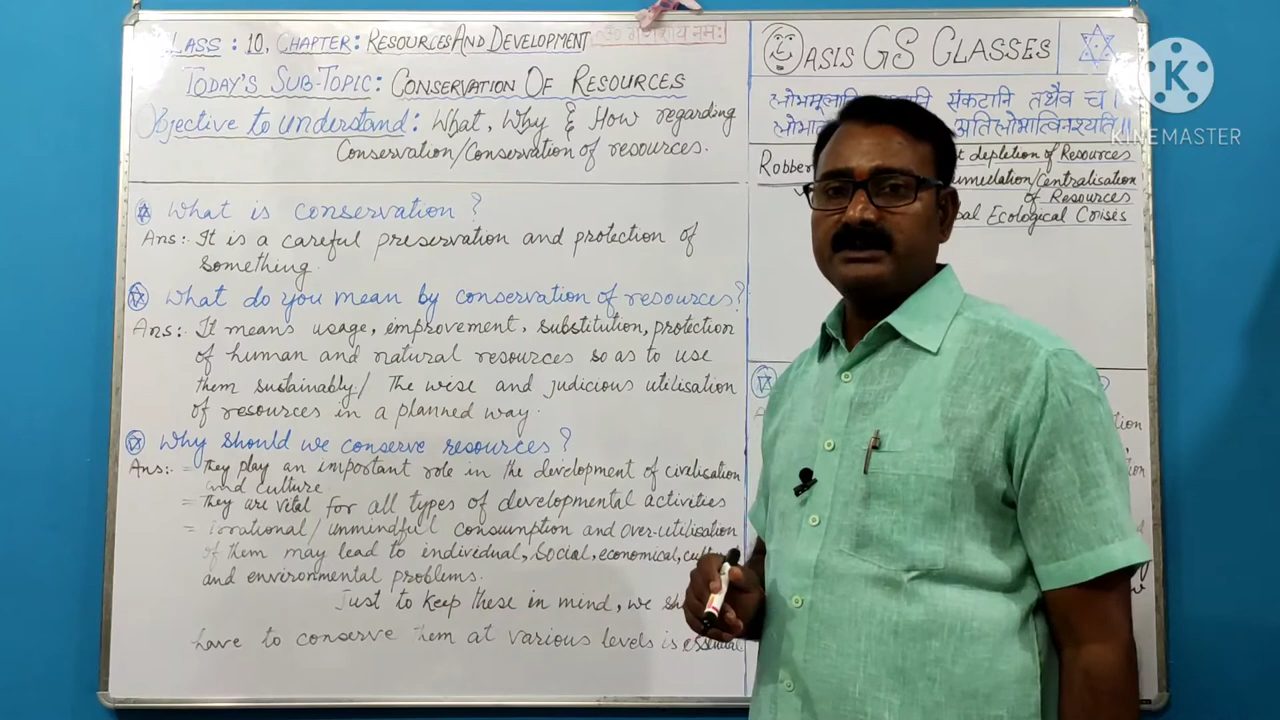 CLASS : 10, CHAPTER: RESOURCES AND DEVELOPMENT
ॐ गणेशाय नमः
TODAY'S SUB-TOPIC: CONSERVATION OF RESOURCES
Objective to understand: What, Why & How regarding
Conservation/Conservation of resources.
What is conservation ?
Ans: It is a careful preservation and protection of
something.
What do you mean by conservation of resources?
Ans: It means usage, improvement, substitution, protection
of human and natural resources so as to use
them sustainably./ The wise and judicious utilisation
of resources in a planned way.
Why should we conserve resources ?
Ans:- = they play an important role in the development of civilisation
and culture
= they are vital for all types of developmental activities
= irrational/unmindful consumption and over-utilisation
of them may lead to individual, social, economical,
and environmental problems.
Just to keep these in mind, we
have to conserve them at various levels is essential
OASIS GS CLASSES
संकटानि तथैव च।
अतिलोभात्विनश्यति॥
depletion of Resources
Centralisation
of Resources
Ecological Crises
KINEMASTER